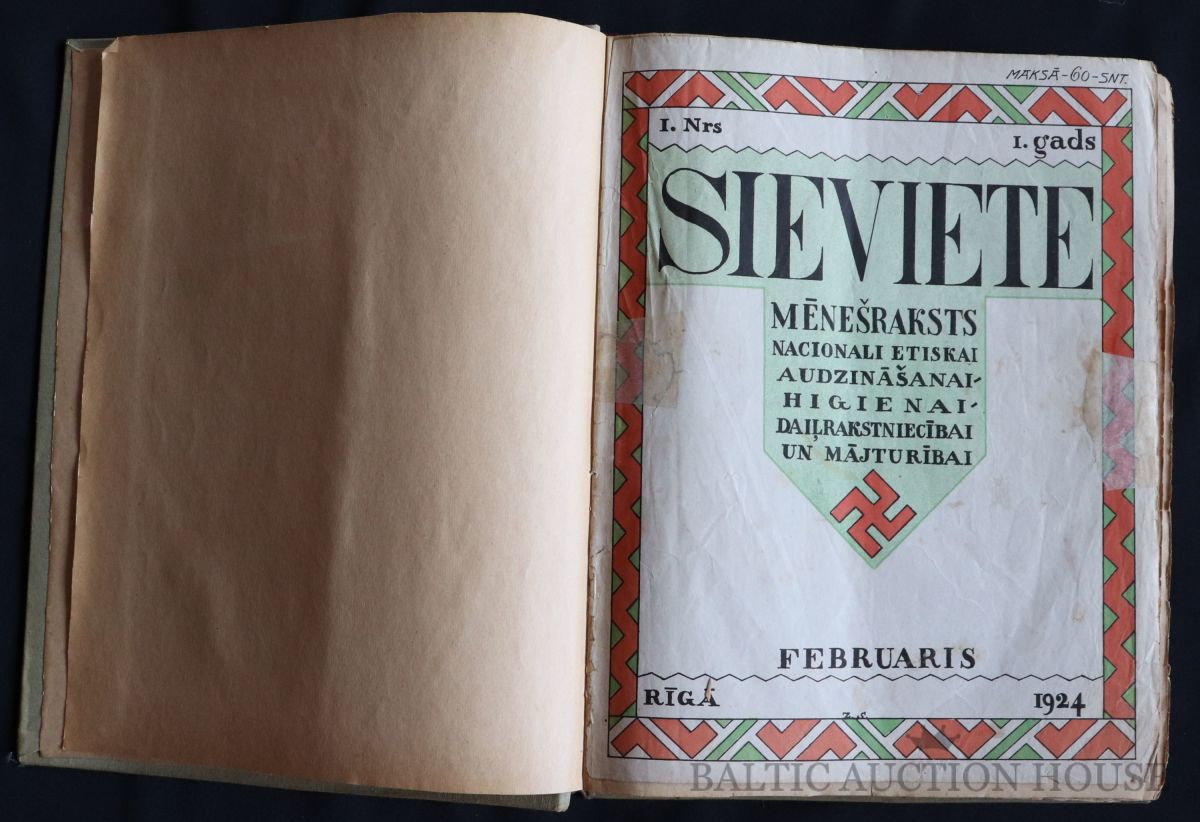 MAKSĀ-60-SNT.
I. Nrs
I. gads
SIEVIETE
MĒNEŠRAKSTS
NACIONALI ETISKAI
AUDZINĀŠANAI-
HIGIENAI-
DAIĻRAKSTNIECĪBAI
UN MĀJTURĪBAI
FEBRUARIS
RĪGĀ
1924
Z.S.
BALTIC AUCTION HOUSE